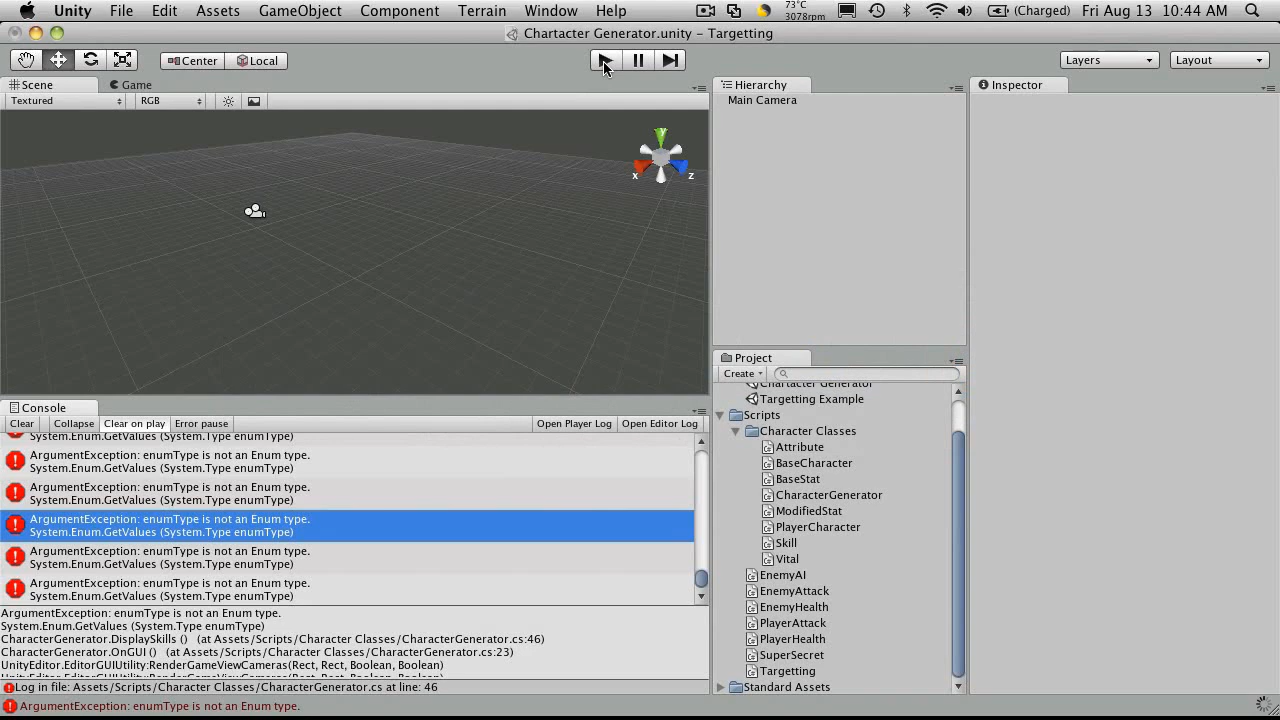 Unity File Edit Assets GameObject Component Terrain Window Help 73°C 3078rpm (Charged) Fri Aug 13 10:44 AM
Chartacter Generator.unity - Targetting
Center Local Layers Layout
Scene Game
Textured RGB
y
x z
Hierarchy
Main Camera
Inspector
Project
Create
Chartacter Generator
Targetting Example
Scripts
Character Classes
Attribute
BaseCharacter
BaseStat
CharacterGenerator
ModifiedStat
PlayerCharacter
Skill
Vital
EnemyAI
EnemyAttack
EnemyHealth
PlayerAttack
PlayerHealth
SuperSecret
Targetting
Standard Assets
Console
Clear Collapse Clear on play Error pause Open Player Log Open Editor Log
System.Enum.GetValues (System.Type enumType)
ArgumentException: enumType is not an Enum type.
System.Enum.GetValues (System.Type enumType)
ArgumentException: enumType is not an Enum type.
System.Enum.GetValues (System.Type enumType)
ArgumentException: enumType is not an Enum type.
System.Enum.GetValues (System.Type enumType)
ArgumentException: enumType is not an Enum type.
System.Enum.GetValues (System.Type enumType)
ArgumentException: enumType is not an Enum type.
System.Enum.GetValues (System.Type enumType)
ArgumentException: enumType is not an Enum type.
System.Enum.GetValues (System.Type enumType)
CharacterGenerator.DisplaySkills () (at Assets/Scripts/Character Classes/CharacterGenerator.cs:46)
CharacterGenerator.OnGUI () (at Assets/Scripts/Character Classes/CharacterGenerator.cs:23)
UnityEditor.EditorGUIUtility:RenderGameViewCameras(Rect, Rect, Boolean, Boolean)
Log in file: Assets/Scripts/Character Classes/CharacterGenerator.cs at line: 46
ArgumentException: enumType is not an Enum type.